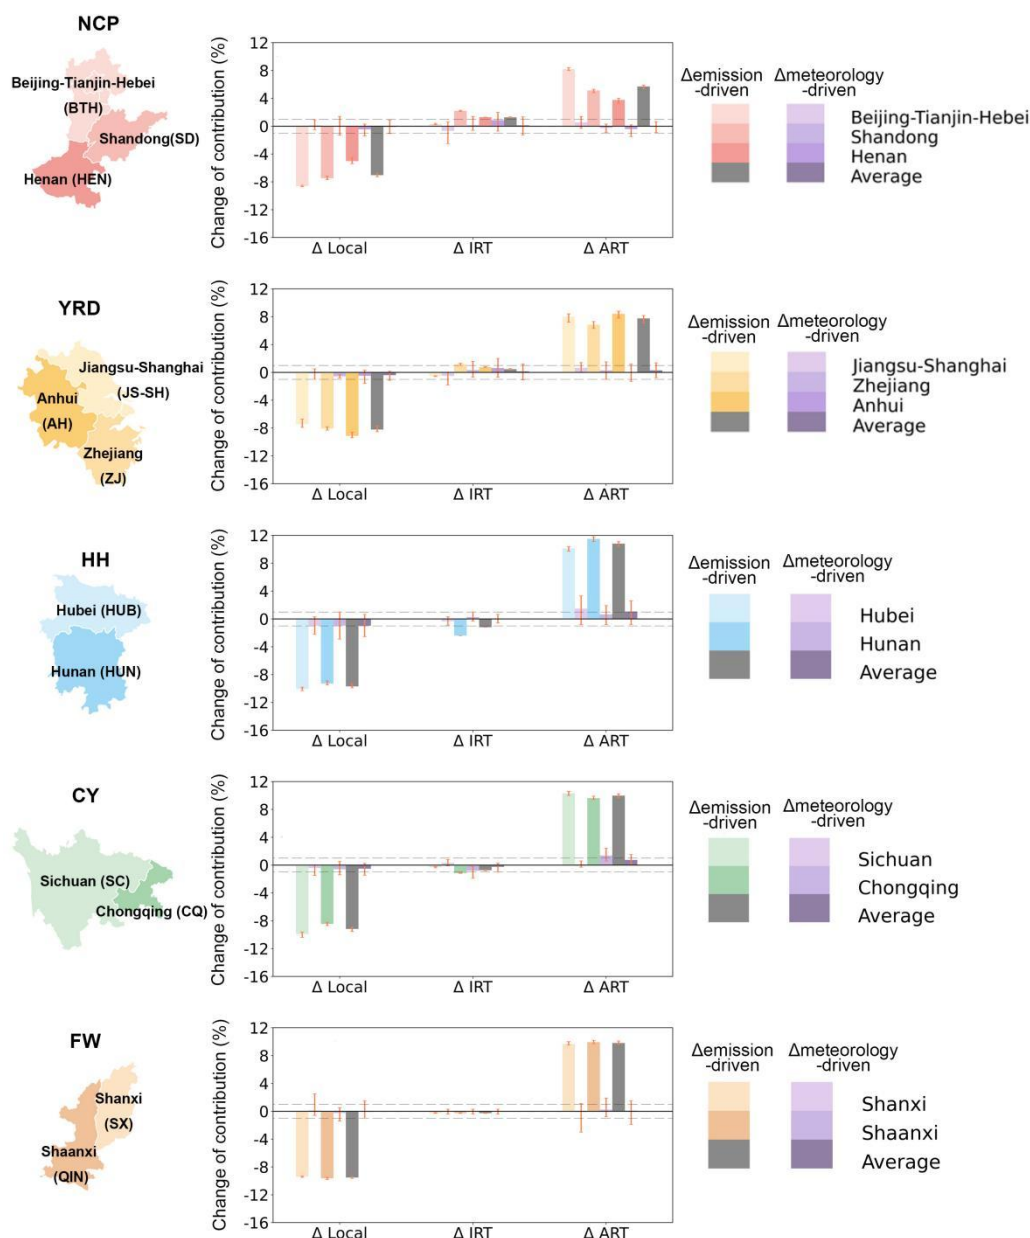 NCP
Beijing-Tianjin-Hebei
(BTH)
Shandong(SD)
Henan (HEN)
Change of contribution (%)
12
8
4
0
-4
-8
-12
-16
Δ Local
Δ IRT
Δ ART
Δemission
-driven
Δmeteorology
-driven
Beijing-Tianjin-Hebei
Shandong
Henan
Average
YRD
Jiangsu-Shanghai
(JS-SH)
Anhui
(AH)
Zhejiang
(ZJ)
Change of contribution (%)
12
8
4
0
-4
-8
-12
-16
Δ Local
Δ IRT
Δ ART
Δemission
-driven
Δmeteorology
-driven
Jiangsu-Shanghai
Zhejiang
Anhui
Average
HH
Hubei (HUB)
Hunan (HUN)
Change of contribution (%)
12
8
4
0
-4
-8
-12
-16
Δ Local
Δ IRT
Δ ART
Δemission
-driven
Δmeteorology
-driven
Hubei
Hunan
Average
CY
Sichuan (SC)
Chongqing (CQ)
Change of contribution (%)
12
8
4
0
-4
-8
-12
-16
Δ Local
Δ IRT
Δ ART
Δemission
-driven
Δmeteorology
-driven
Sichuan
Chongqing
Average
FW
Shanxi
(SX)
Shaanxi
(QIN)
Change of contribution (%)
12
8
4
0
-4
-8
-12
-16
Δ Local
Δ IRT
Δ ART
Δemission
-driven
Δmeteorology
-driven
Shanxi
Shaanxi
Average